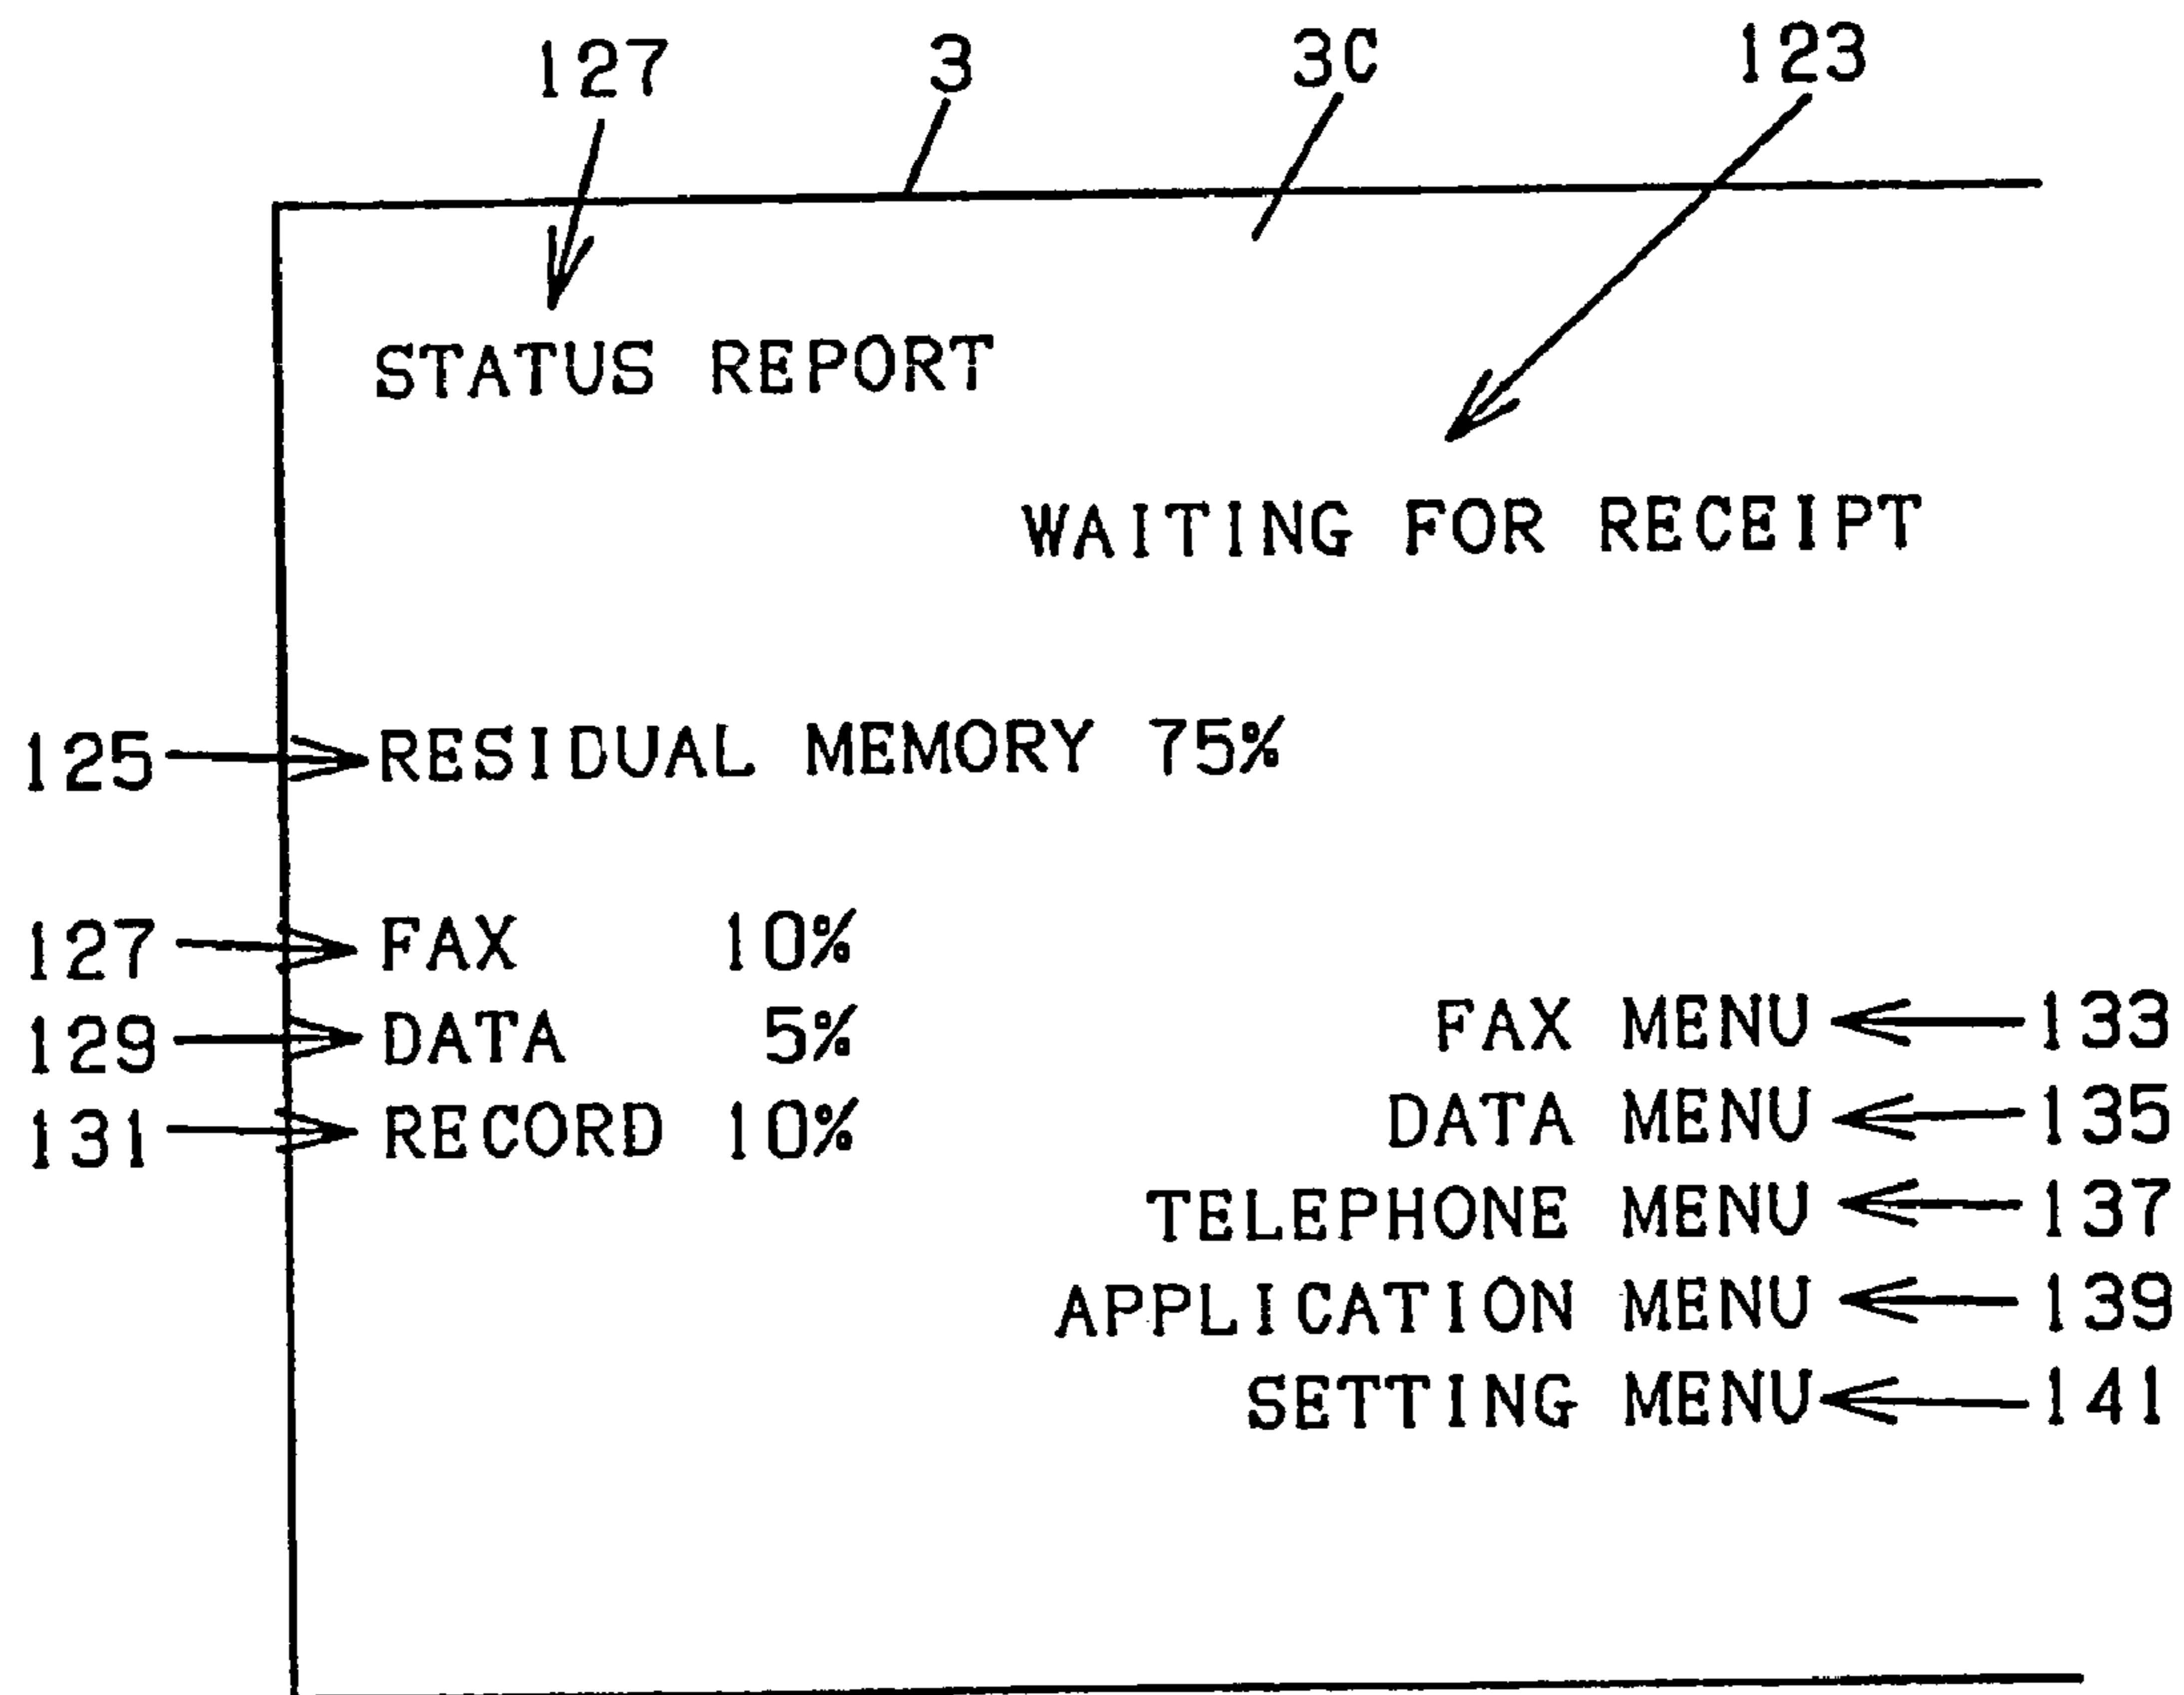 127 3 3C 123
STATUS REPORT
WAITING FOR RECEIPT
125 RESIDUAL MEMORY 75%
127 FAX 10%
129 DATA 5%
131 RECORD 10%
FAX MENU 133
DATA MENU 135
TELEPHONE MENU 137
APPLICATION MENU 139
SETTING MENU 141